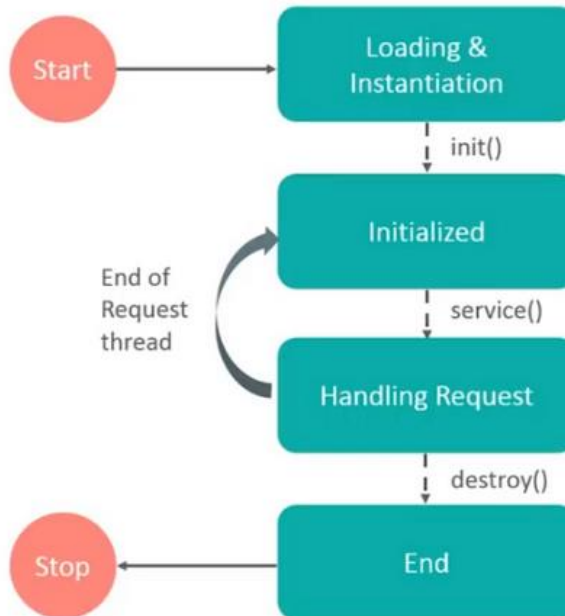 Start
Loading &
Instantiation
init()
Initialized
End of
Request
thread
service()
Handling Request
destroy()
Stop
End